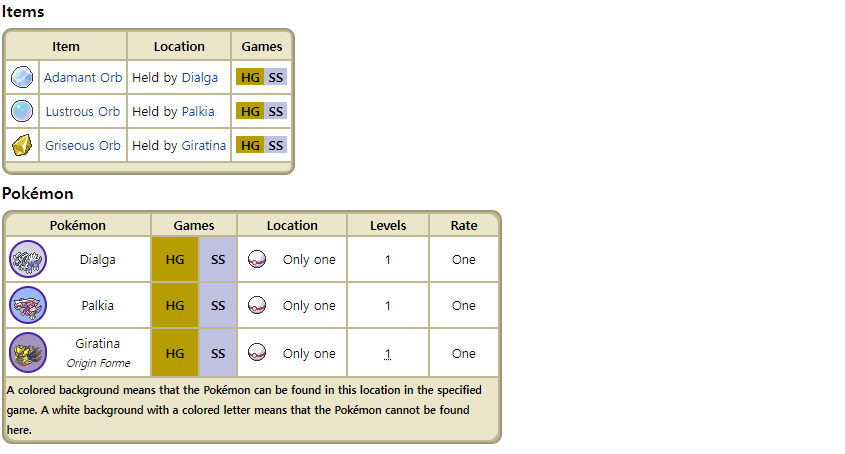 Items
Item Location Games
Adamant Orb Held by Dialga HG SS
Lustrous Orb Held by Palkia HG SS
Griseous Orb Held by Giratina HG SS
Pokémon
Pokémon Games Location Levels Rate
Dialga HG SS Only one 1 One
Palkia HG SS Only one 1 One
Giratina
Origin Forme HG SS Only one 1 One
A colored background means that the Pokémon can be found in this location in the specified
game. A white background with a colored letter means that the Pokémon cannot be found
here.